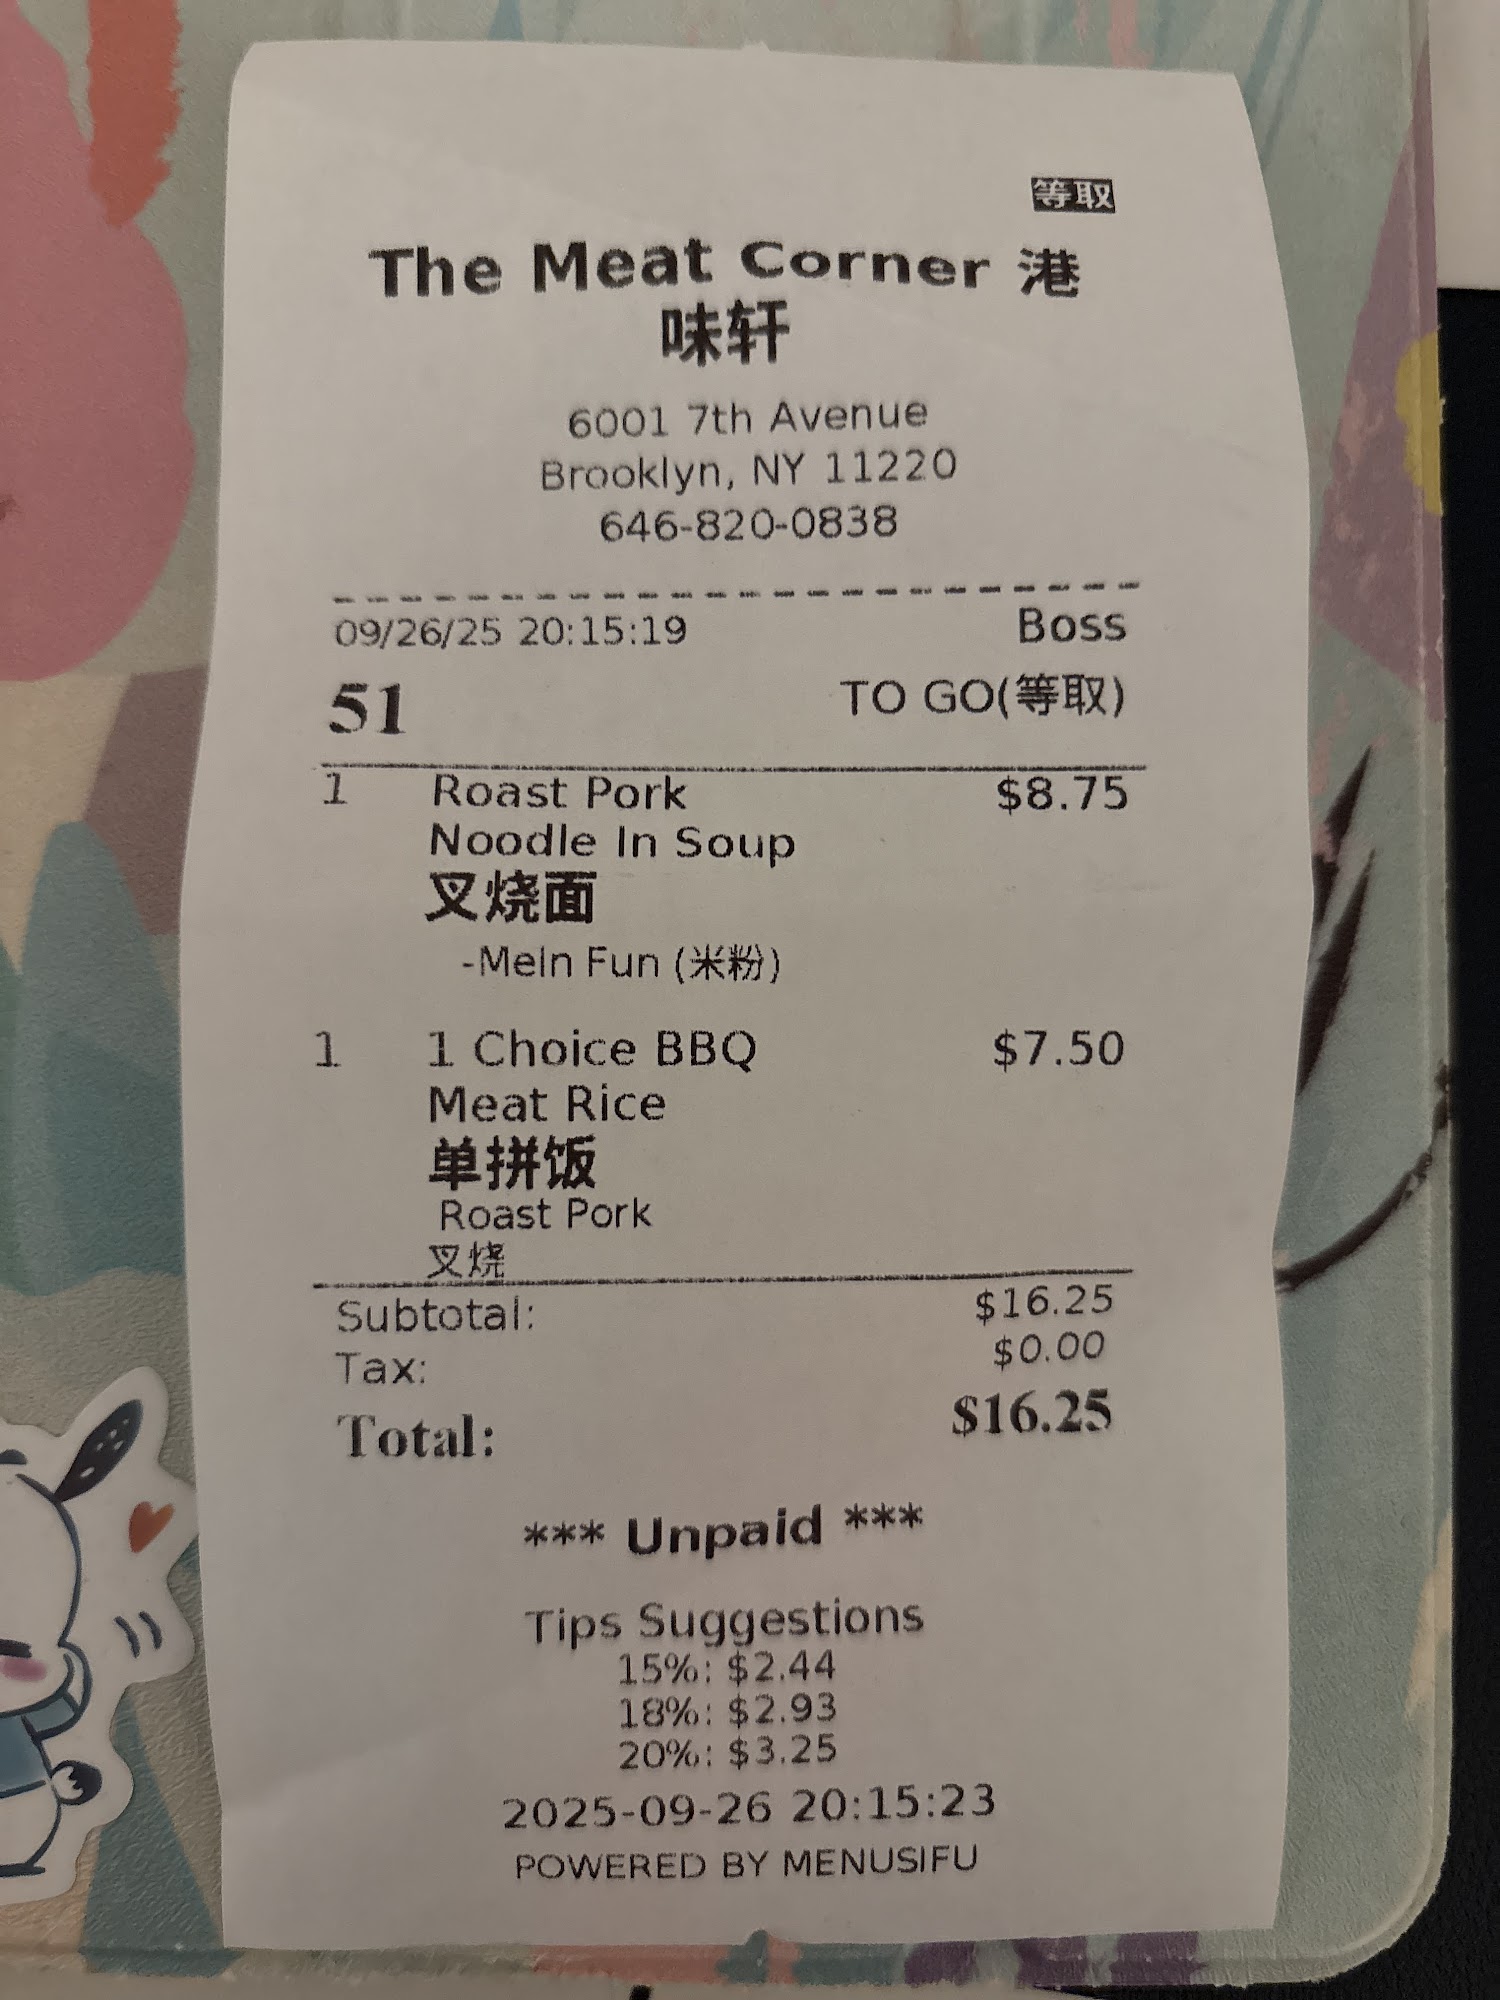 等取
The Meat Corner 港
味轩
6001 7th Avenue
Brooklyn, NY 11220
646-820-0838
09/26/25 20:15:19 Boss
51 TO GO(等取)
1 Roast Pork $8.75
Noodle In Soup
叉烧面
-Mein Fun (米粉)
1 1 Choice BBQ $7.50
Meat Rice
单拼饭
Roast Pork
叉烧
Subtotal: $16.25
Tax: $0.00
Total: $16.25
*** Unpaid ***
Tips Suggestions
15%: $2.44
18%: $2.93
20%: $3.25
2025-09-26 20:15:23
POWERED BY MENUSIFU